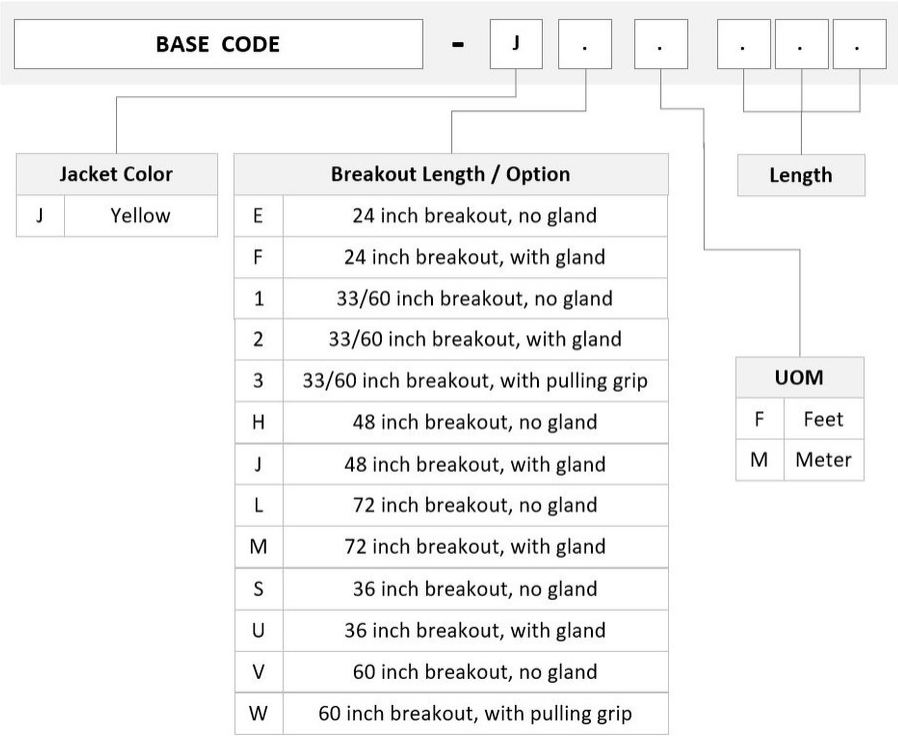 BASE CODE - J . . . . .
Jacket Color
J Yellow
Breakout Length / Option
E 24 inch breakout, no gland
F 24 inch breakout, with gland
1 33/60 inch breakout, no gland
2 33/60 inch breakout, with gland
3 33/60 inch breakout, with pulling grip
H 48 inch breakout, no gland
J 48 inch breakout, with gland
L 72 inch breakout, no gland
M 72 inch breakout, with gland
S 36 inch breakout, no gland
U 36 inch breakout, with gland
V 60 inch breakout, no gland
W 60 inch breakout, with pulling grip
Length
UOM
F Feet
M Meter